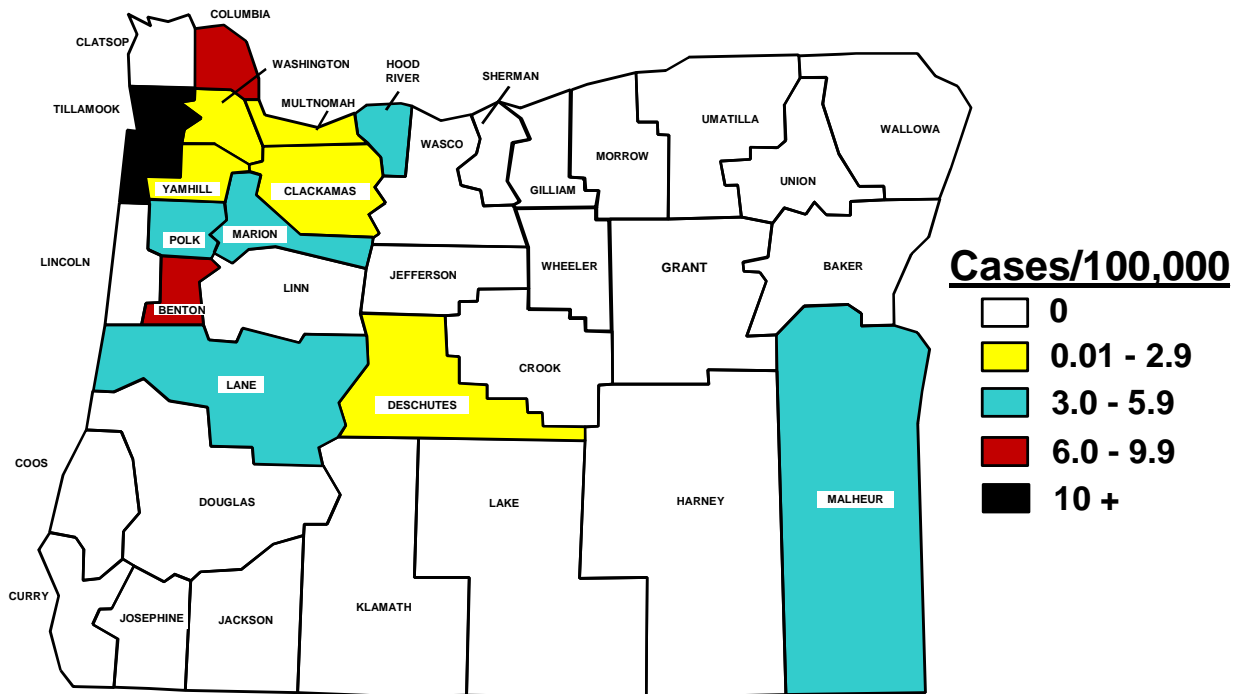 COLUMBIA
CLATSOP
WASHINGTON
HOOD
RIVER
SHERMAN
TILLAMOOK
MULTNOMAH
UMATILLA
WALLOWA
WASCO
MORROW
UNION
GILLIAM
YAMHILL
CLACKAMAS
POLK
MARION
LINCOLN
JEFFERSON
WHEELER
GRANT
BAKER
LINN
BENTON
CROOK
LANE
DESCHUTES
COOS
DOUGLAS
LAKE
HARNEY
MALHEUR
CURRY
JOSEPHINE
JACKSON
KLAMATH
Cases/100,000
0
0.01 - 2.9
3.0 - 5.9
6.0 - 9.9
10 +